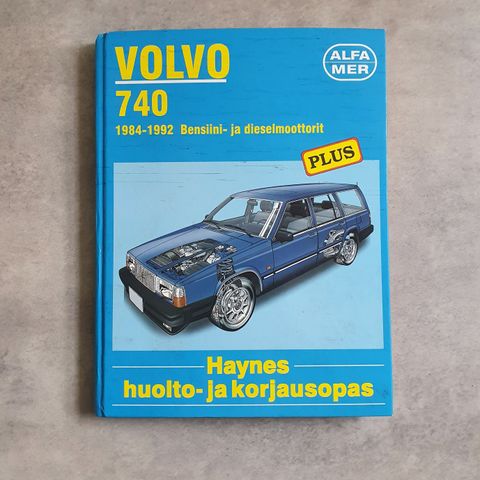 VOLVO
740
1984-1992 Bensiini- ja dieselmoottorit
ALFA
MER
PLUS
Haynes
huolto- ja korjausopas